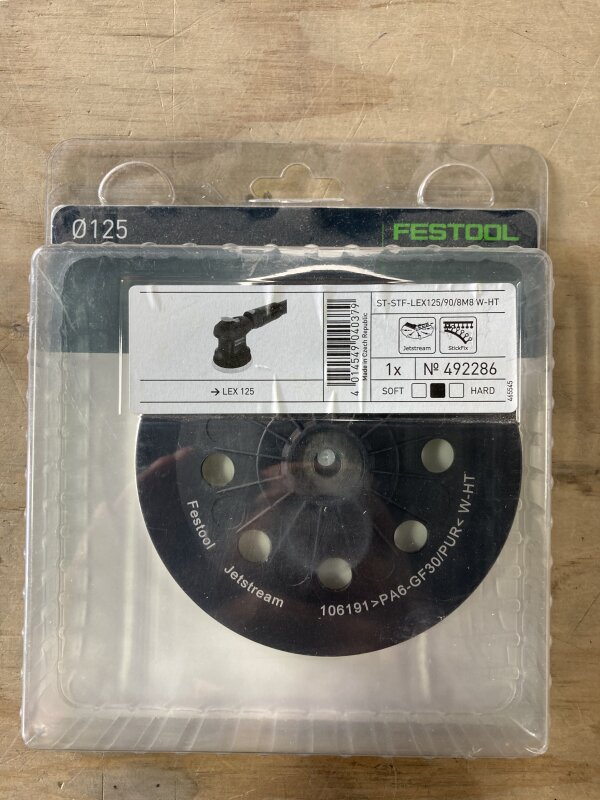 Ø125
FESTOOL
ST-STF-LEX125/90/8M8 W-HT
Jetstream
StickFix
1x
№ 492286
SOFT
HARD
→ LEX 125
4 014549 040379
Made in Czech Republic
465545
Festool
Jetstream
106191>PA6-GF30/PUR< W-HT